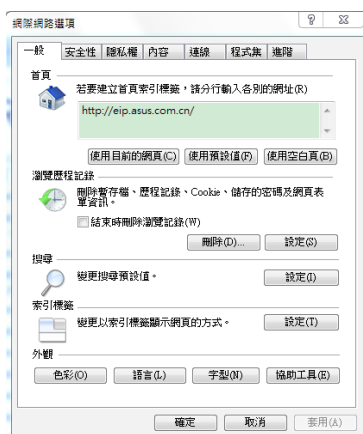 網際網路選項
一般 安全性 隱私權 內容 連線 程式集 進階
首頁
若要建立首頁索引標籤，請分行輸入各別的網址(R)
http://eip.asus.com.cn/
使用目前的網頁(C) 使用預設值(F) 使用空白頁(B)
瀏覽歷程記錄
刪除暫存檔、歷程記錄、Cookie、儲存的密碼及網頁表
單資訊。
結束時刪除瀏覽記錄(W)
刪除(D)... 設定(S)
搜尋
變更搜尋預設值。 設定(I)
索引標籤
變更以索引標籤顯示網頁的方式。 設定(T)
外觀
色彩(O) 語言(L) 字型(N) 協助工具(E)
確定 取消 套用(A)